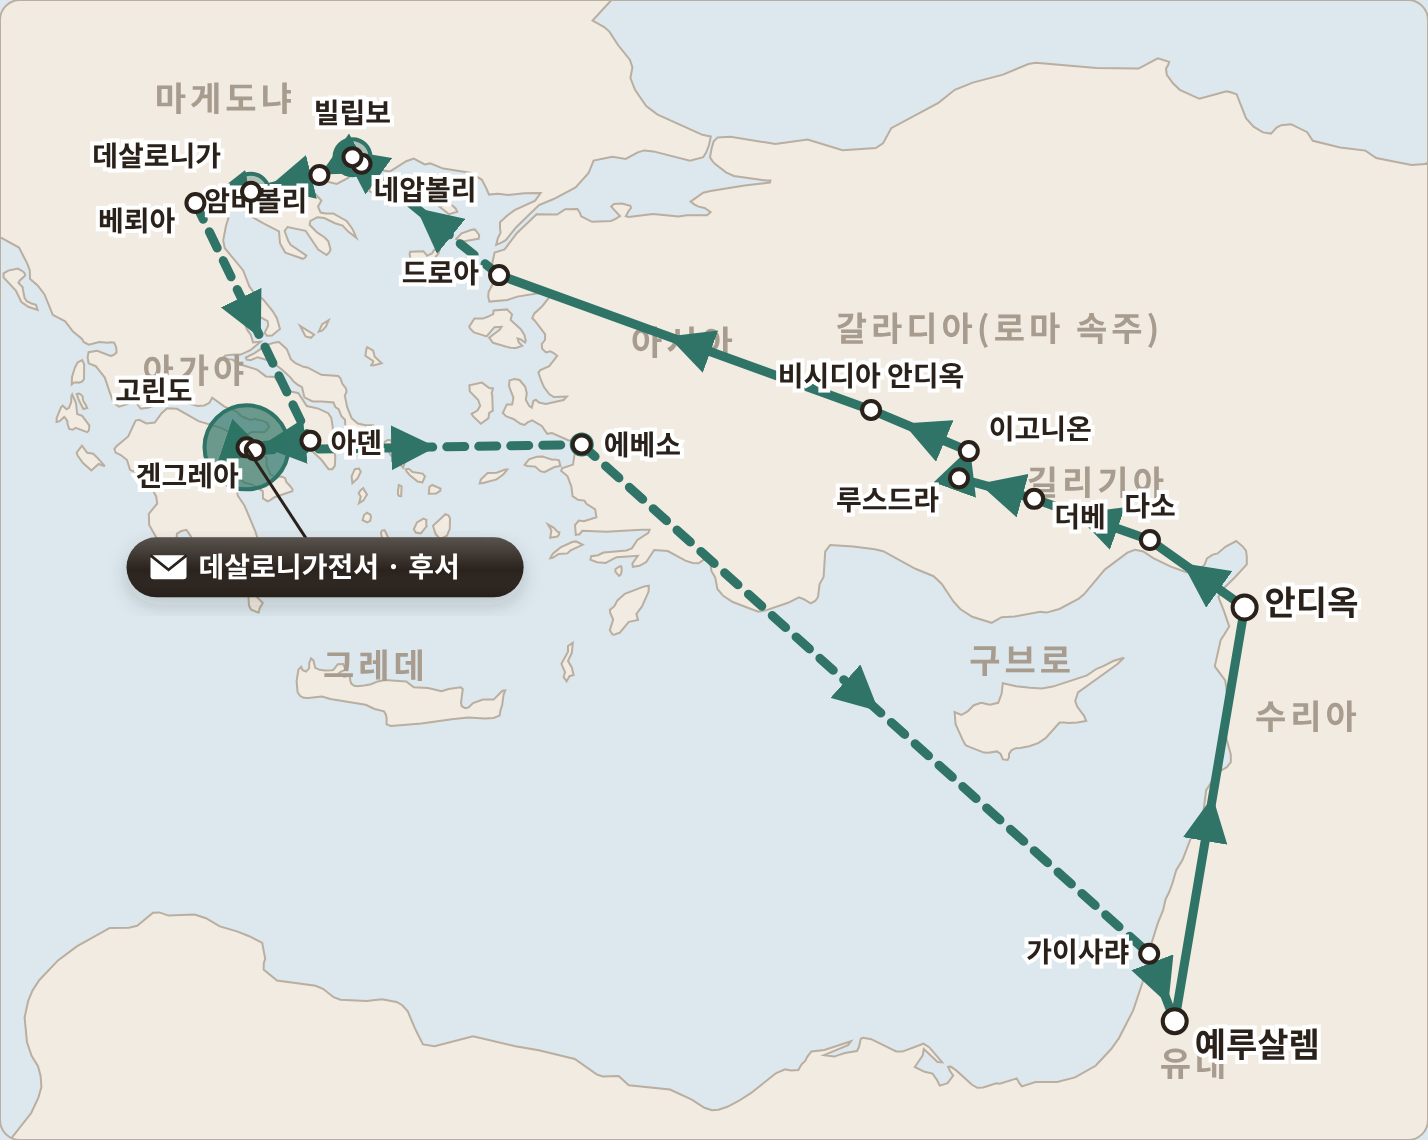 마게도냐
빌립보
데살로니가
네압볼리
암비볼리
베뢰아
드로아
갈라디아(로마 속주)
아시아
아가야
비시디아 안디옥
고린도
이고니온
아덴
에베소
겐그레아
길리기아
루스드라
더베
다소
데살로니가전서 · 후서
안디옥
그레데
구브로
수리아
가이사랴
예루살렘
유대